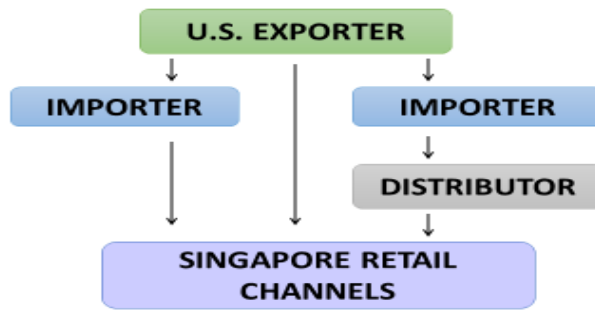 U.S. EXPORTER
IMPORTER
IMPORTER
DISTRIBUTOR
SINGAPORE RETAIL
CHANNELS